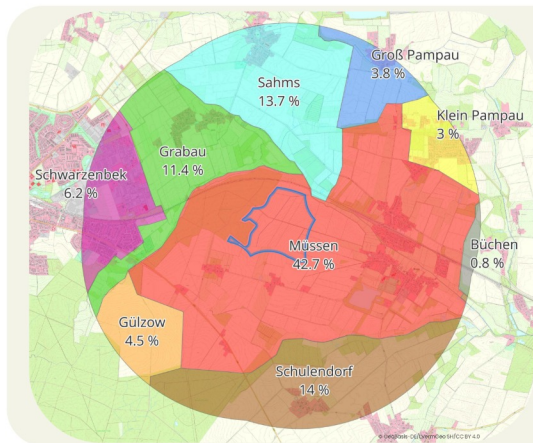 Groß Pampau
3.8 %
Sahms
13.7 %
Klein Pampau
3 %
Grabau
11.4 %
Schwarzenbek
6.2 %
Müssen
42.7 %
Büchen
0.8 %
Gülzow
4.5 %
Schulendorf
14 %